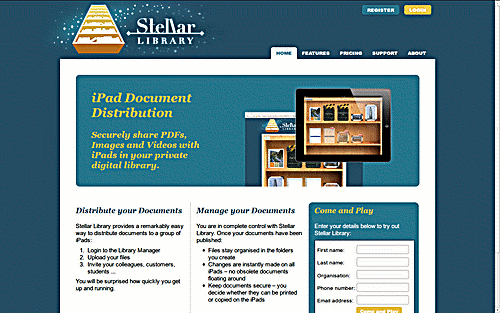 Stellar
LIBRARY
REGISTER
LOGIN
HOME
FEATURES
PRICING
SUPPORT
ABOUT
iPad Document
Distribution
Securely share PDFs,
Images and Videos with
iPads in your private
digital library.
Distribute your Documents
Stellar Library provides a remarkably easy
way to distribute documents to a group of
iPads:
1. Login to the Library Manager
2. Upload your files
3. Invite your colleagues, customers,
students ...
You will be surprised how quickly you get
up and running.
Manage your Documents
You are in complete control with Stellar
Library. Once your documents have been
published:
Files stay organised in the folders
you create
Changes are instantly made on all
iPads – no obsolete documents
floating around
Keep documents secure – you
decide whether they can be printed
or copied on the iPads
Come and Play
Enter your details below to try out
Stellar Library:
First name:
Last name:
Organisation:
Phone number:
Email address:
Come and Play